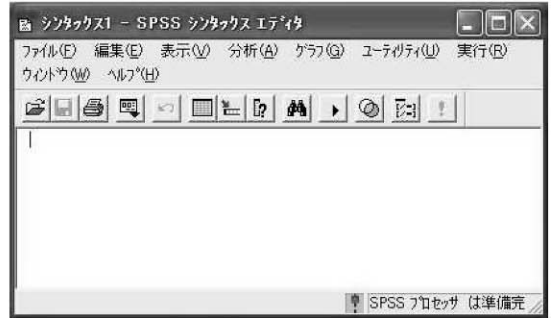 シンタックス1 - SPSS シンタックス エディタ
ファイル(F) 編集(E) 表示(V) 分析(A) グラフ(G) ユーティリティ(U) 実行(R)
ウィンドウ(W) ヘルプ(H)
SPSS プロセッサ は準備完